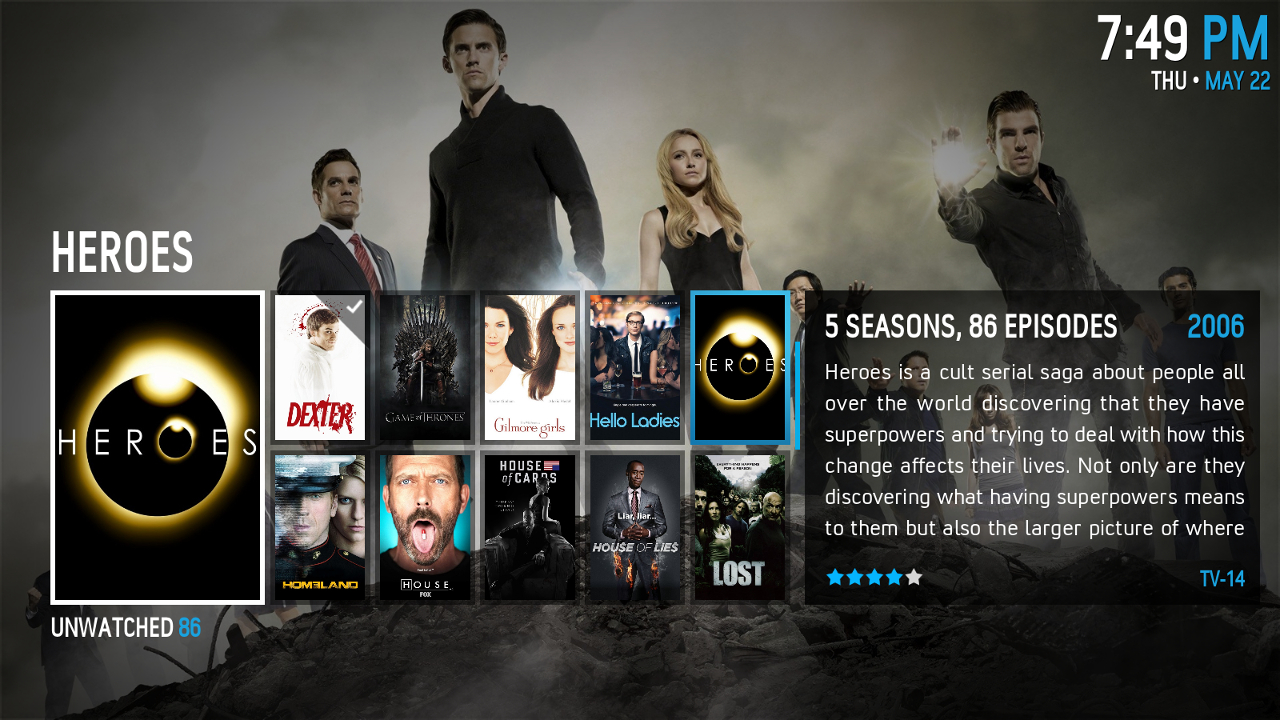 7:49 PM
THU • MAY 22
HEROES
HEROES
DEXTER
GAME OF THRONES
Gilmore girls
Hello Ladies
HEROES
HOMELAND
HOUSE
FOX
HOUSE
of CARDS
Liar, liar...
HOUSE OF LIES
EVERYTHING HAPPENS
FOR A REASON
LOST
5 SEASONS, 86 EPISODES 2006
Heroes is a cult serial saga about people all
over the world discovering that they have
superpowers and trying to deal with how this
change affects their lives. Not only are they
discovering what having superpowers means
to them but also the larger picture of where
TV-14
UNWATCHED 86